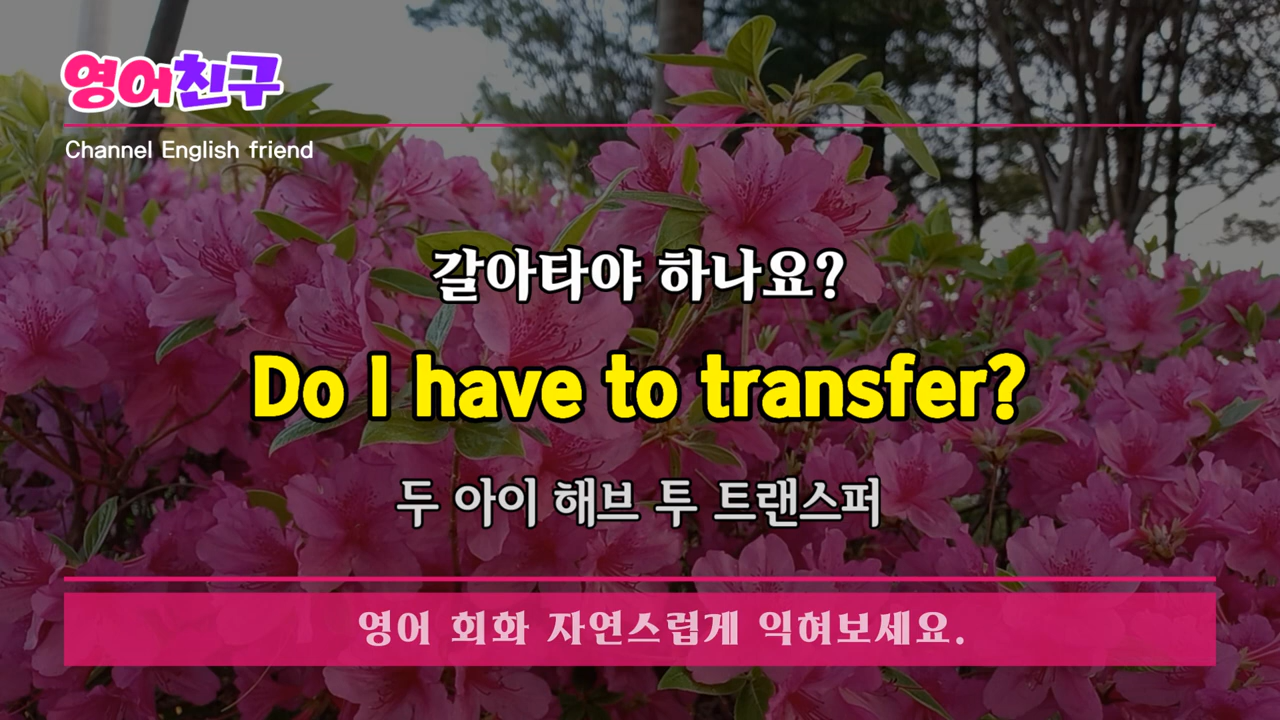 영어친구
Channel English friend
갈아타야 하나요?
Do I have to transfer?
두 아이 해브 투 트랜스퍼
영어 회화 자연스럽게 익혀보세요.